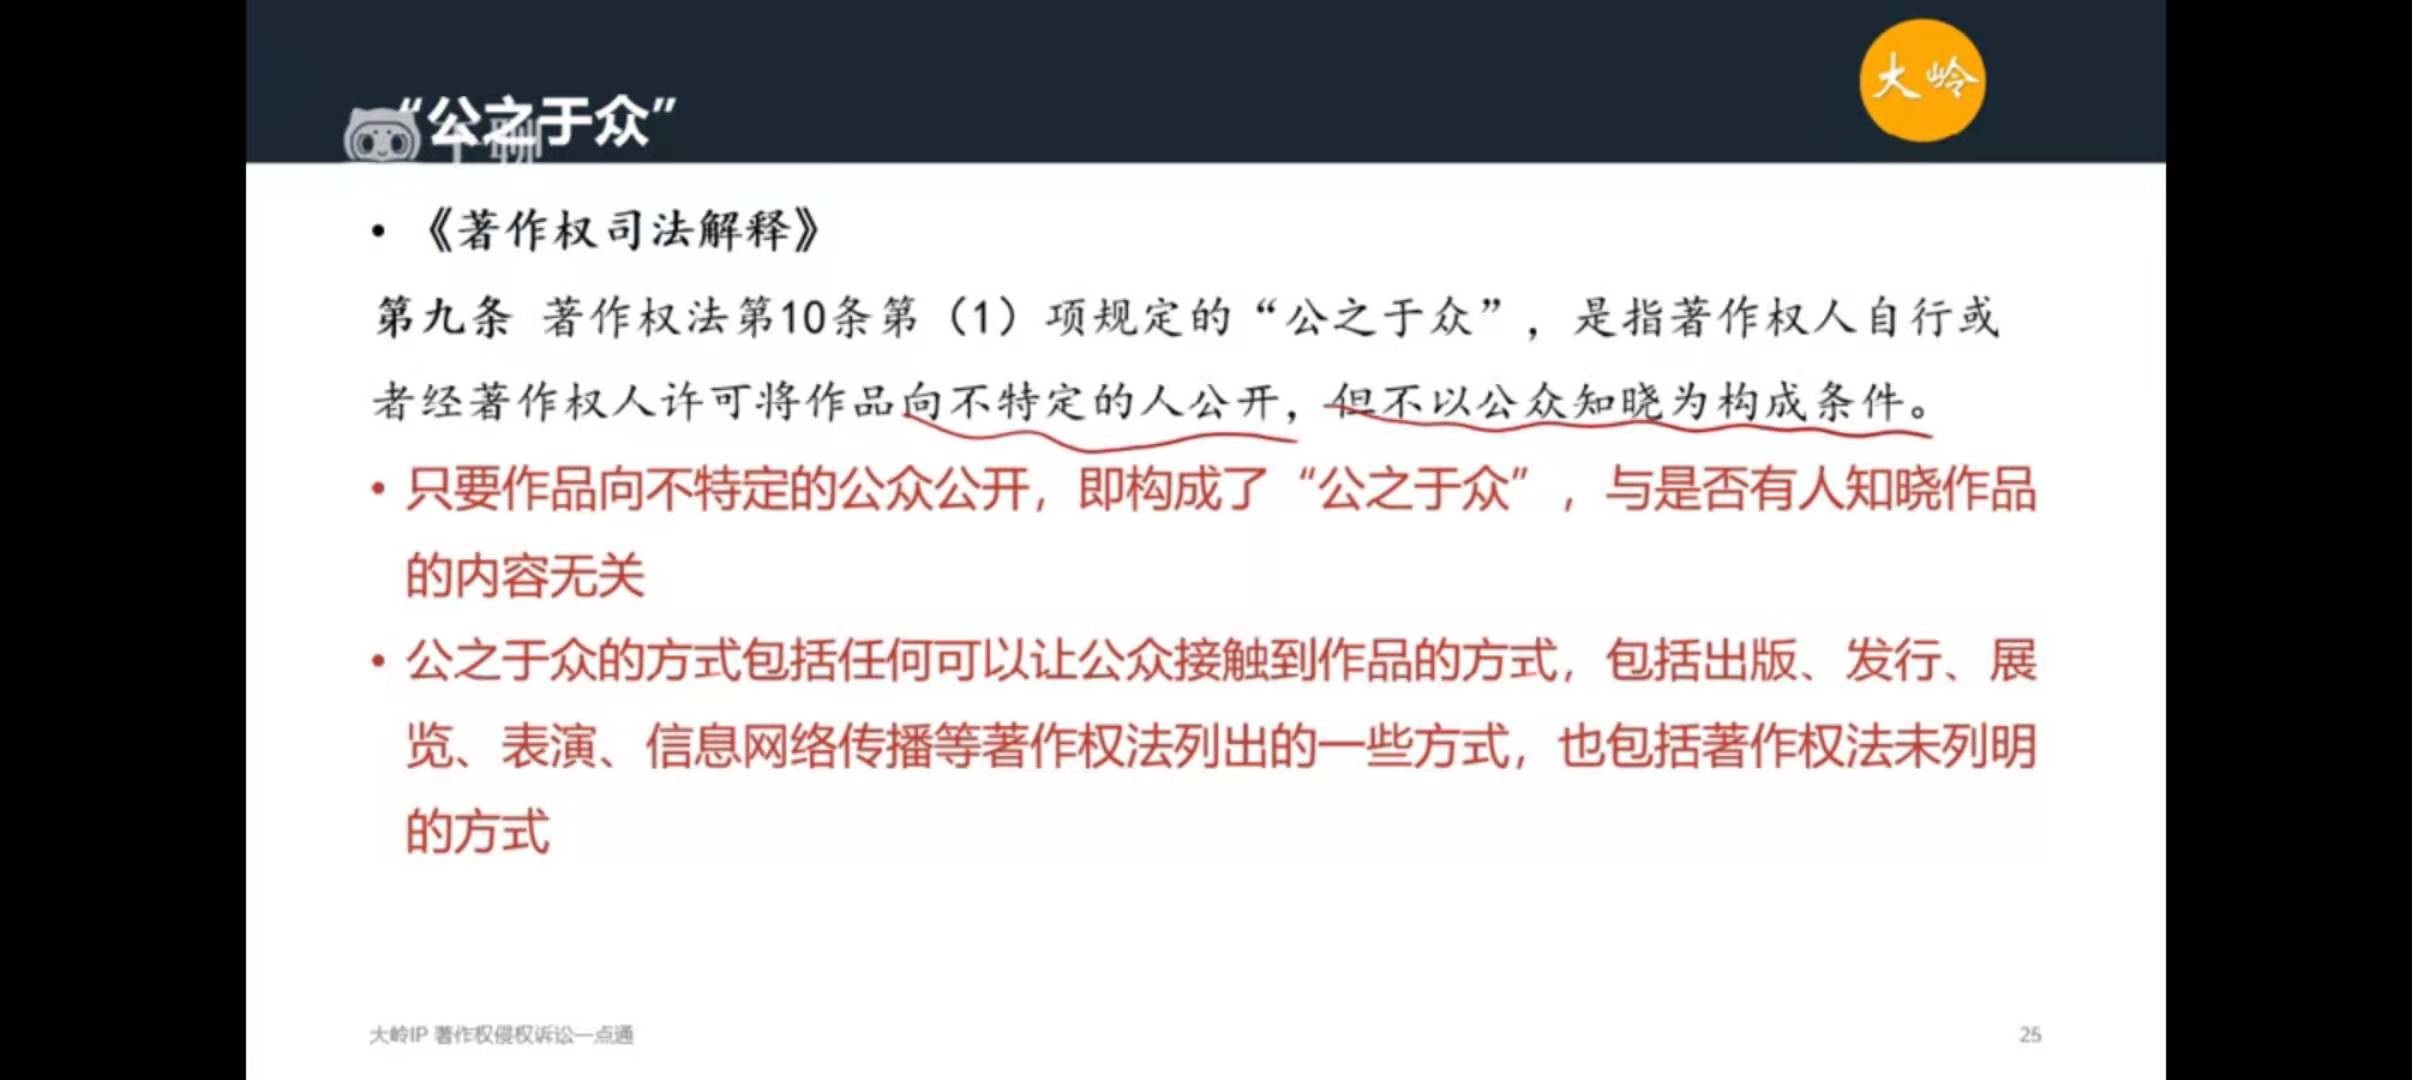 “公之于众”
大岭
• 《著作权司法解释》
第九条 著作权法第10条第（1）项规定的“公之于众”，是指著作权人自行或
者经著作权人许可将作品向不特定的人公开，但不以公众知晓为构成条件。
• 只要作品向不特定的公众公开，即构成了“公之于众”，与是否有人知晓作品
的内容无关
• 公之于众的方式包括任何可以让公众接触到作品的方式，包括出版、发行、展
览、表演、信息网络传播等著作权法列出的一些方式，也包括著作权法未列明
的方式
大岭IP 著作权侵权诉讼一点通
25